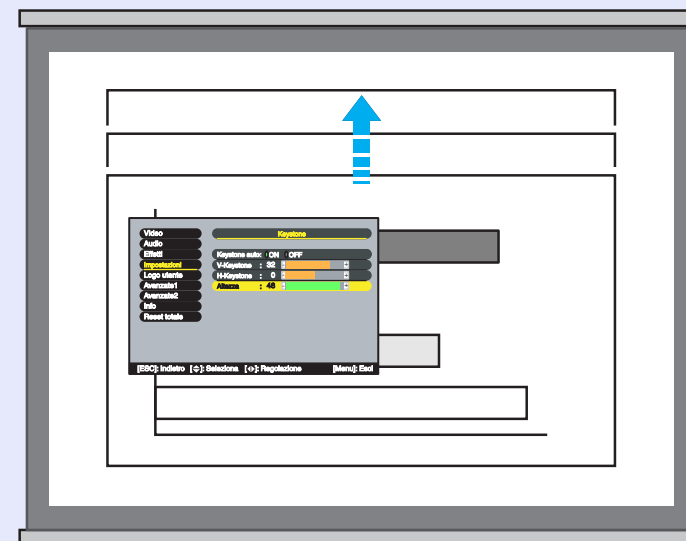 Video
Audio
Effetti
Impostazioni
Logo utente
Avanzate1
Avanzate2
Info
Reset totale
Keystone
Keystone auto: ON OFF
V-Keystone : 32
H-Keystone : 0
Altezza : 48
[ESC]: Indietro [ ]: Seleziona [ ]: Regolazione [Menu]: Esci